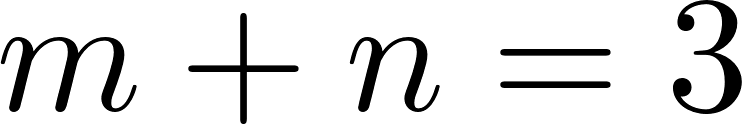 m + n = 3